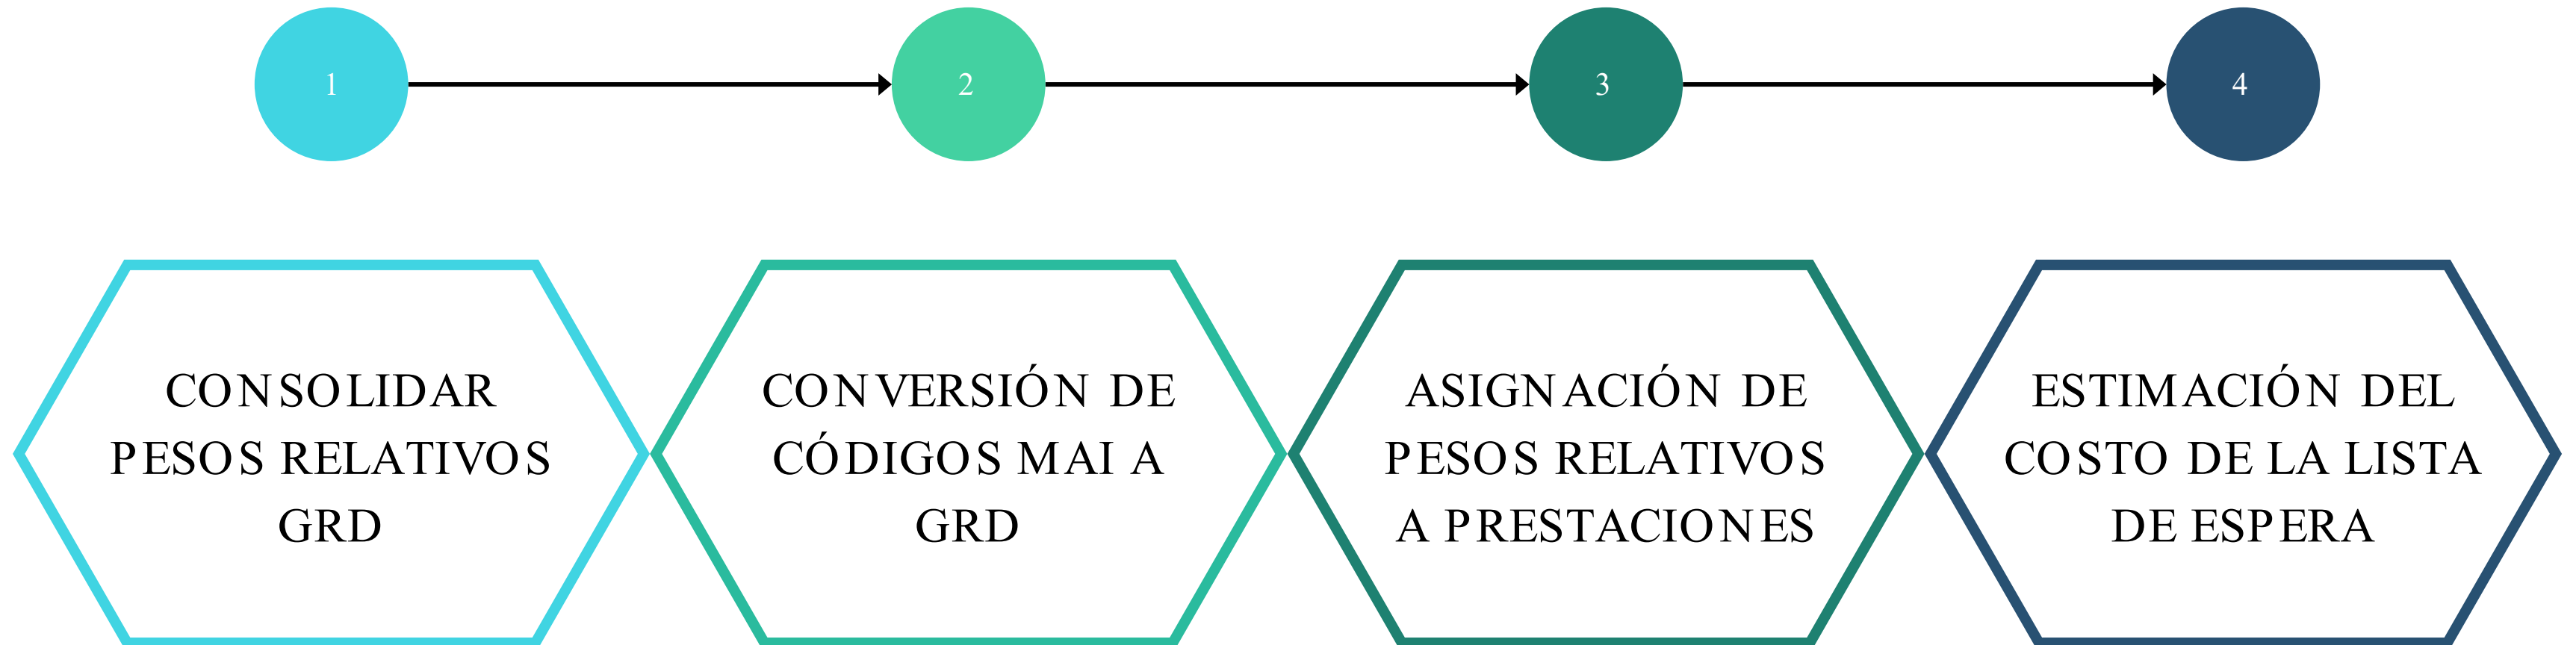 1
2
3
4
CONSOLIDAR
PESOS RELATIVOS
GRD
CONVERSIÓN DE
CÓDIGOS MAI A
GRD
ASIGNACIÓN DE
PESOS RELATIVOS
A PRESTACIONES
ESTIMACIÓN DEL
COSTO DE LA LISTA
DE ESPERA